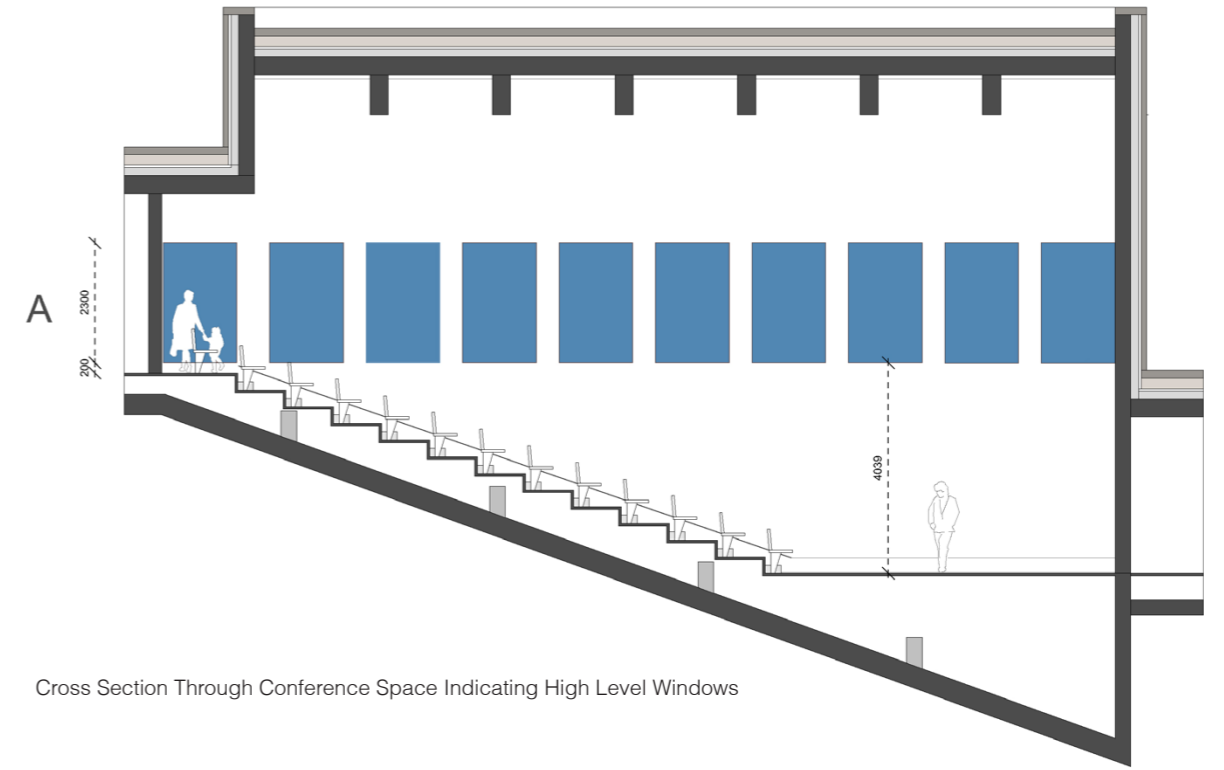 A
2300
200
4039
Cross Section Through Conference Space Indicating High Level Windows